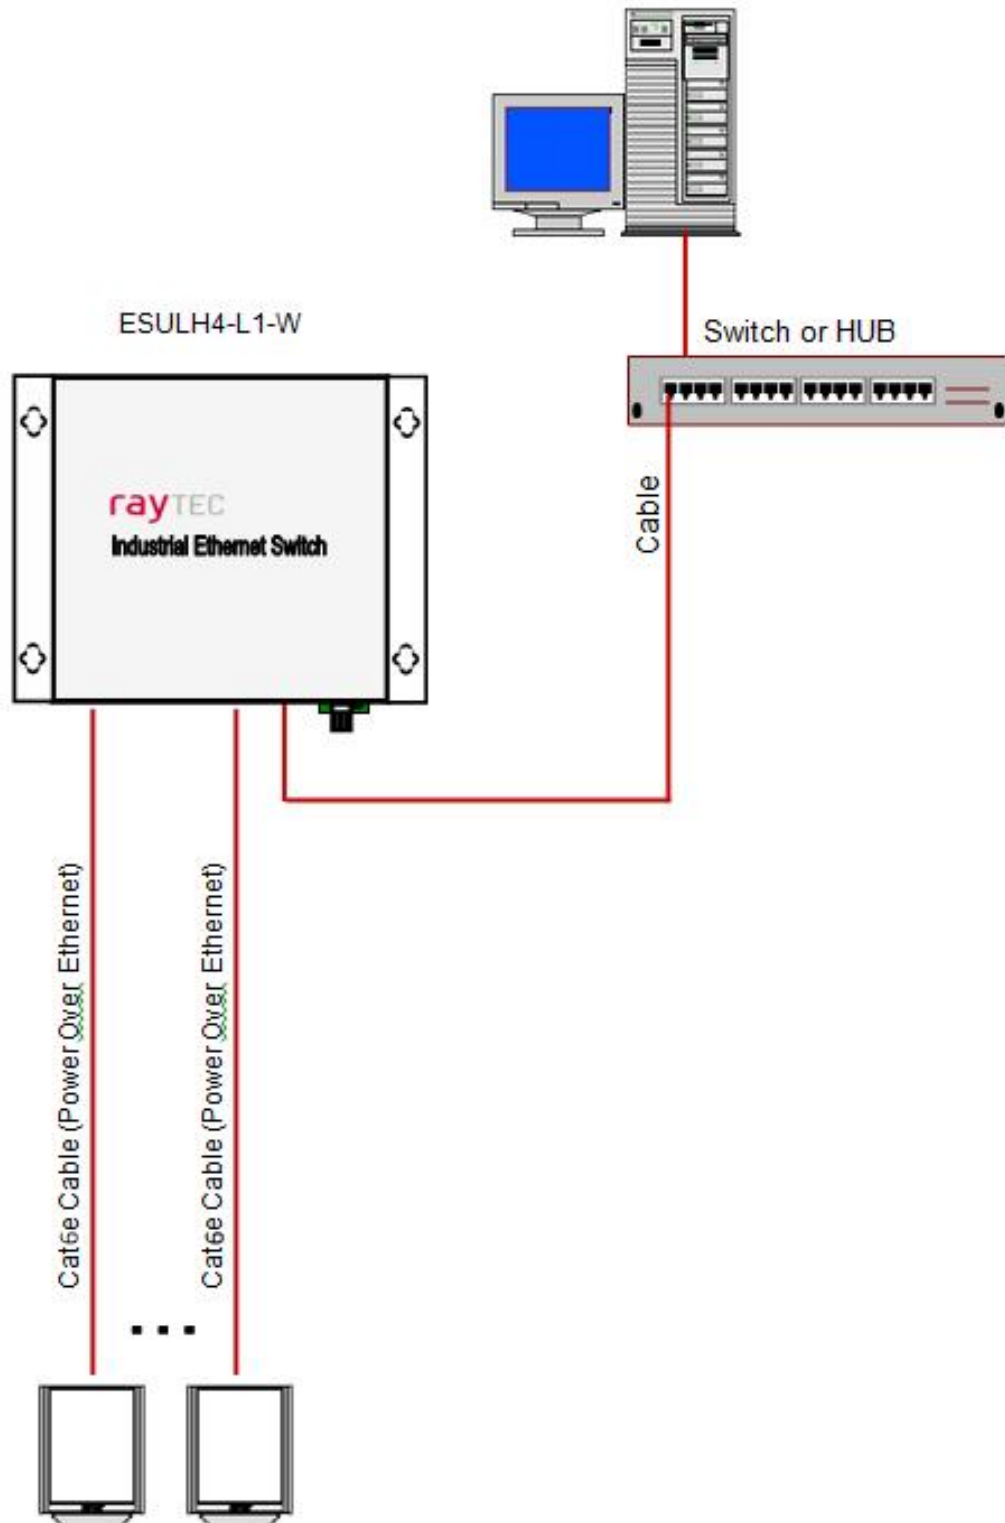 ESULH4-L1-W
Switch or HUB
rayTEC
Industrial Ethernet Switch
Cable
Cat6e Cable (Power Over Ethernet)
Cat6e Cable (Power Over Ethernet)